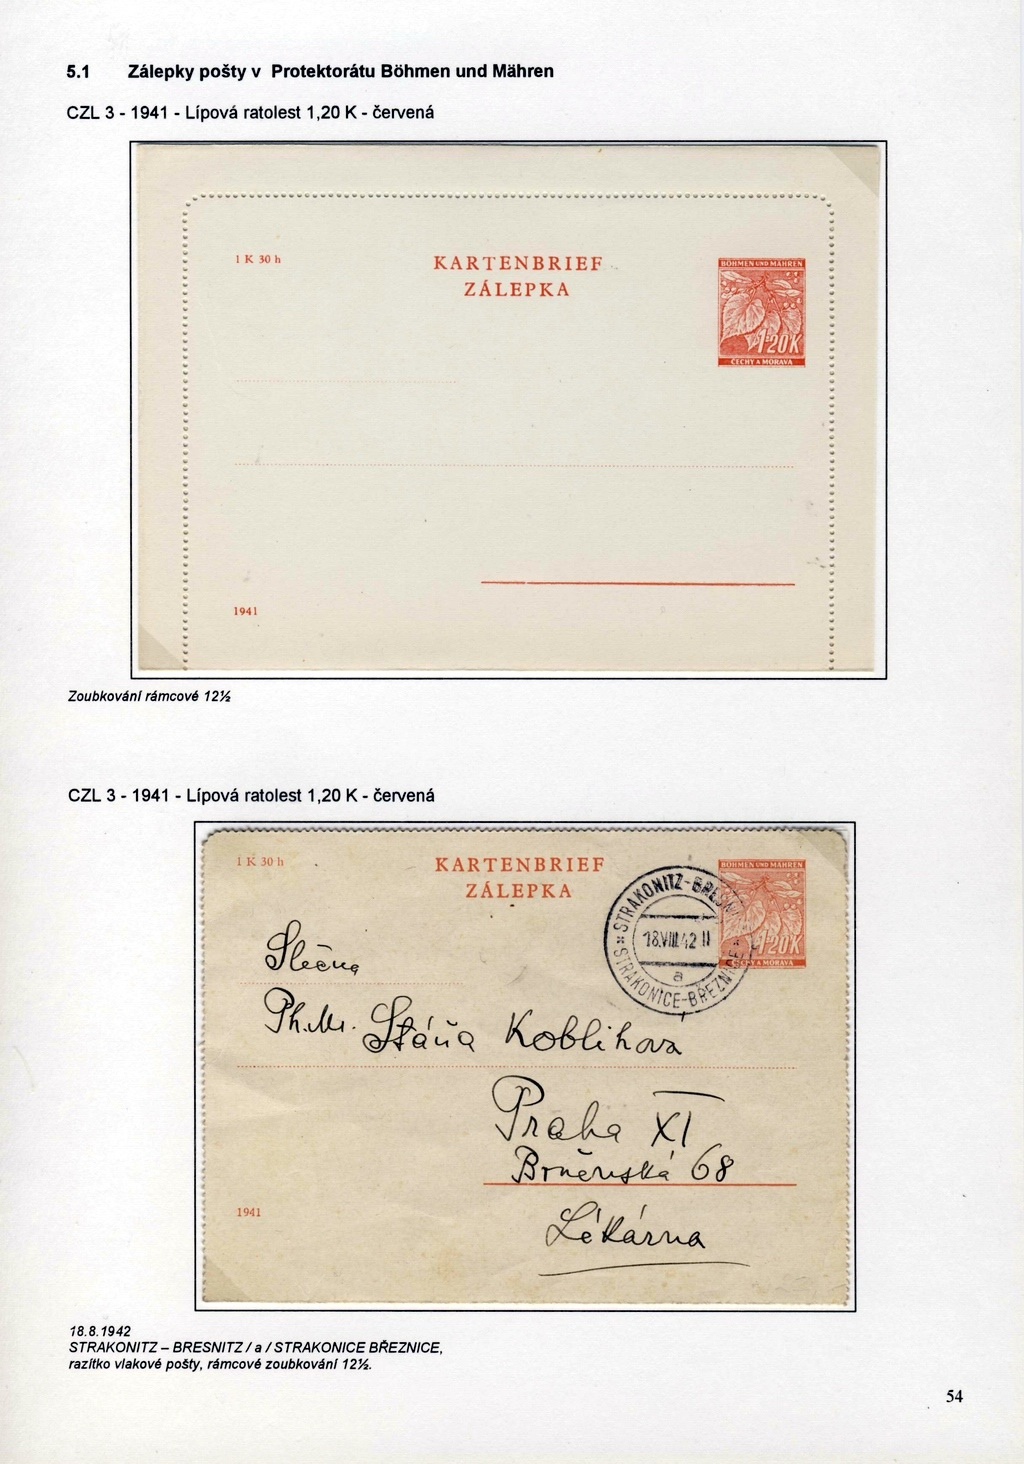 5.1 Zálepky pošty v Protektorátu Böhmen und Mähren
CZL 3 - 1941 - Lípová ratolest 1,20 K - červená
1 K 30 h
KARTENBRIEF
ZÁLEPKA
BÖHMEN UND MÄHREN
1·20K
ČECHY A MORAVA
1941
Zoubkování rámcové 12½
CZL 3 - 1941 - Lípová ratolest 1,20 K - červená
1 K 30 h
KARTENBRIEF
ZÁLEPKA
BÖHMEN UND MÄHREN
1·20K
STRAKONITZ-
18.VIII.42 II
a
STRAKONICE-BŘEZNICE
Slečna
Ph.Mr. Stáňa Koblihova
Praha XI
Brněnská 68
Lékárna
1941
18.8.1942
STRAKONITZ – BRESNITZ / a / STRAKONICE BŘEZNICE,
razítko vlakové pošty, rámcové zoubkování 12½.
54